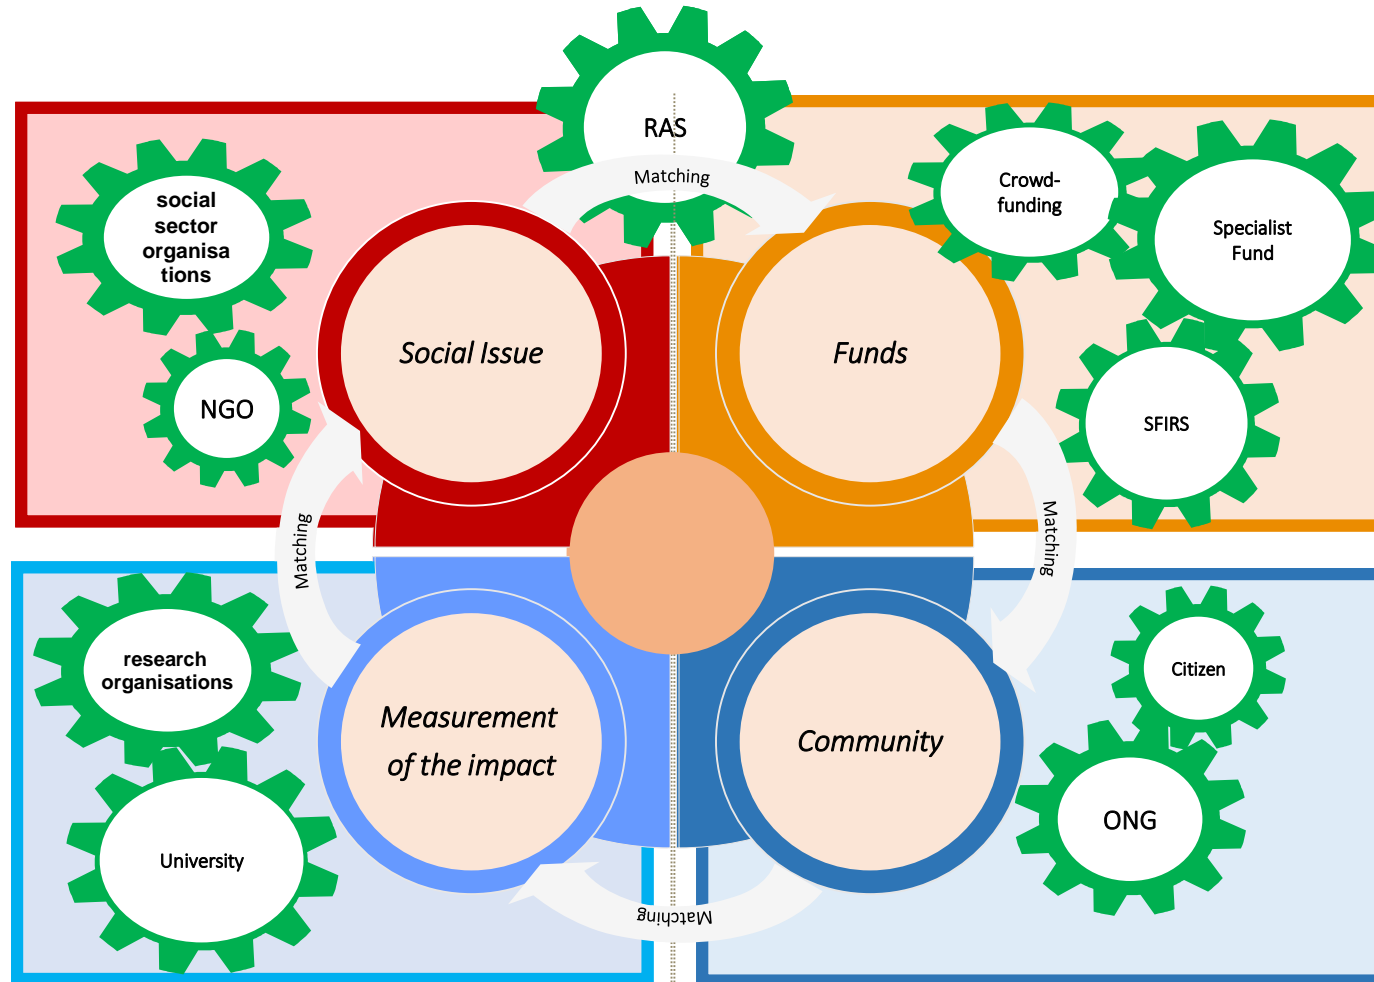 RAS
Matching
social
sector
organisa
tions
NGO
Social Issue
Funds
Crowd-
funding
Specialist
Fund
SFIRS
Matching
Matching
research
organisations
University
Measurement
of the impact
Community
Citizen
ONG
Matching